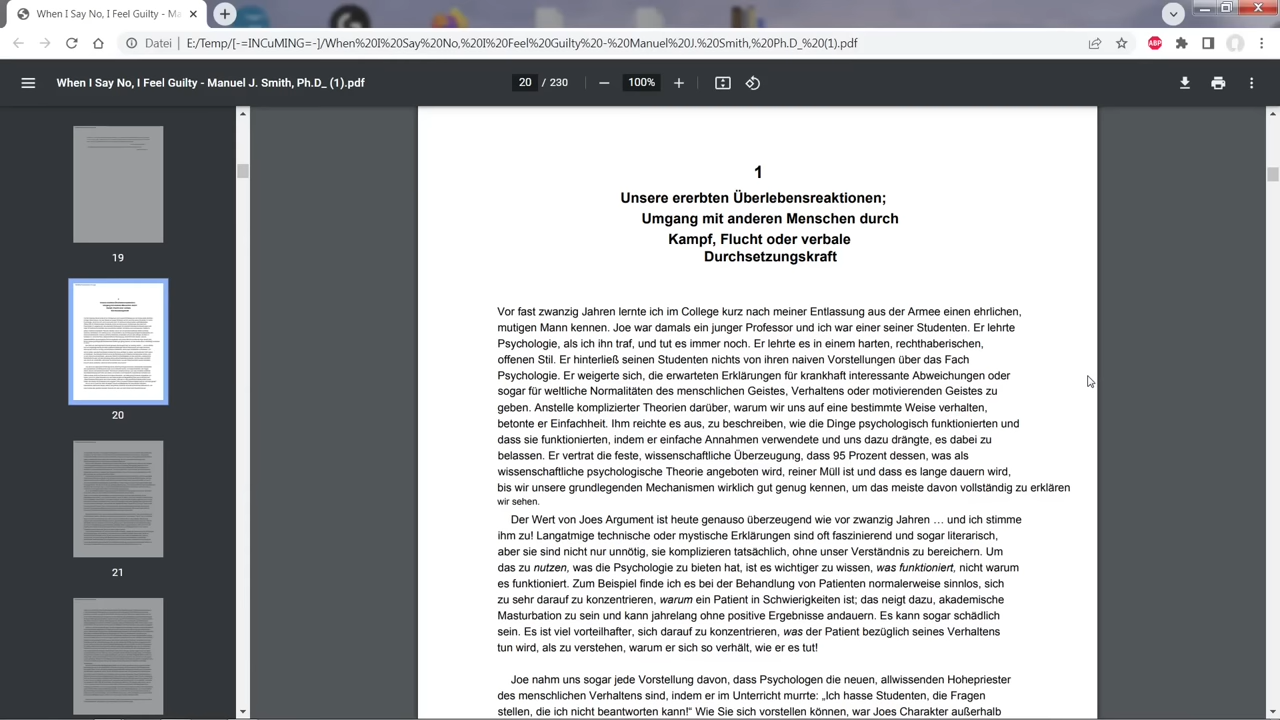 When I Say No, I Feel Guilty - Ma
Datei E:/Temp/[-=INCuMING=-]/When%20I%20Say%20No,%20I%20Feel%20Guilty%20-%20Manuel%20J.%20Smith,%20Ph.D_%20(1).pdf
ABP
When I Say No, I Feel Guilty - Manuel J. Smith, Ph.D_ (1).pdf
20 / 230
100%
19
20
21
1
Unsere ererbten Überlebensreaktionen;
Umgang mit anderen Menschen durch
Kampf, Flucht oder verbale
Durchsetzungskraft
Vor fast zwanzig Jahren lernte ich im College kurz nach meiner Entlassung aus der Armee einen ehrlichen,
mutigen Mann kennen. Joe war damals ein junger Professor und ich war einer seiner Studenten. Er lehrte
Psychologie, als ich ihn traf, und tut es immer noch. Er lehrte es in einem harten, rechthaberischen,
offenen Stil. Er hinterließ seinen Studenten nichts von ihren naiven Vorstellungen über das Fach
Psychologie. Er weigerte sich, die erwarteten Erklärungen für krankhaft interessante Abweichungen oder
sogar für weltliche Normalitäten des menschlichen Geistes, Verhaltens oder motivierenden Geistes zu
geben. Anstelle komplizierter Theorien darüber, warum wir uns auf eine bestimmte Weise verhalten,
betonte er Einfachheit. Ihm reichte es aus, zu beschreiben, wie die Dinge psychologisch funktionierten und
dass sie funktionierten, indem er einfache Annahmen verwendete und uns dazu drängte, es dabei zu
belassen. Er vertrat die feste, wissenschaftliche Überzeugung, dass 95 Prozent dessen, was als
wissenschaftliche psychologische Theorie angeboten wird, reiner Müll ist und dass es lange dauern wird,
bis wir unsere grundlegenden Mechanismen wirklich gut genug kennen, um das meiste davon vollständig zu erklären
wir sehen.
Der Wert von Joes Argument ist heute genauso überzeugend wie vor zwanzig Jahren … und ich stimme
ihm zu! Langatmige technische oder mystische Erklärungen sind oft faszinierend und sogar literarisch,
aber sie sind nicht nur unnötig, sie komplizieren tatsächlich, ohne unser Verständnis zu bereichern. Um
das zu nutzen, was die Psychologie zu bieten hat, ist es wichtiger zu wissen, was funktioniert, nicht warum
es funktioniert. Zum Beispiel finde ich es bei der Behandlung von Patienten normalerweise sinnlos, sich
zu sehr darauf zu konzentrieren, warum ein Patient in Schwierigkeiten ist; das neigt dazu, akademische
Masturbation zu sein und kann jahrelang ohne positive Ergebnisse andauern. Es kann sogar schädlich
sein. Es ist viel vorteilhafter, sich darauf zu konzentrieren, was der Patient bezüglich seines Verhaltens
tun wird, als zu verstehen, warum er sich so verhält, wie er es tut!
Joe nahm uns sogar jede Vorstellung davon, dass Psychologen die neuen, allwissenden Hohepriester
des menschlichen Verhaltens sind, indem er im Unterricht murrte: „Ich hasse Studenten, die Fragen
stellen, die ich nicht beantworten kann!“ Wie Sie sich vorstellen können, war Joes Charakter außerhalb